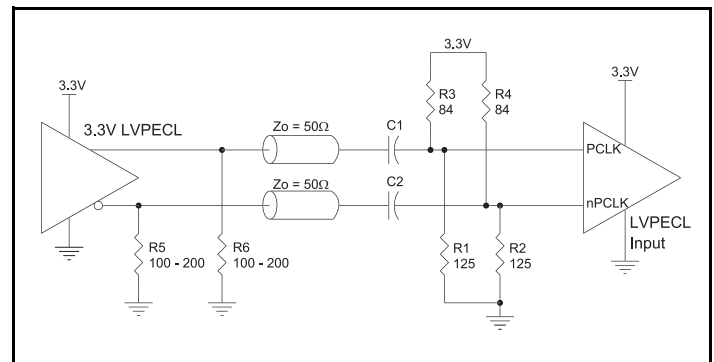 3.3V
3.3V LVPECL
Zo = 50Ω
C1
3.3V
R3
84
R4
84
3.3V
PCLK
Zo = 50Ω
C2
nPCLK
LVPECL
Input
R5
100 - 200
R6
100 - 200
R1
125
R2
125